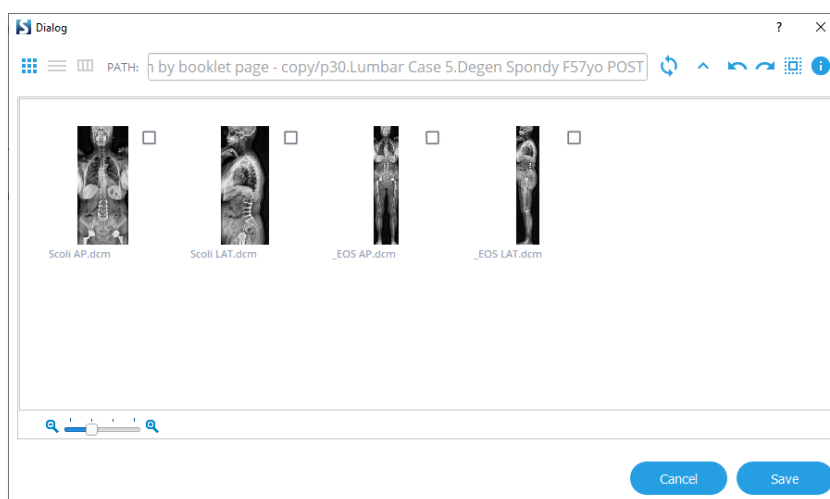 S Dialog ?
PATH: n by booklet page - copy/p30.Lumbar Case 5.Degen Spondy F57yo POST
Scoli AP.dcm Scoli LAT.dcm _EOS AP.dcm _EOS LAT.dcm
Cancel Save